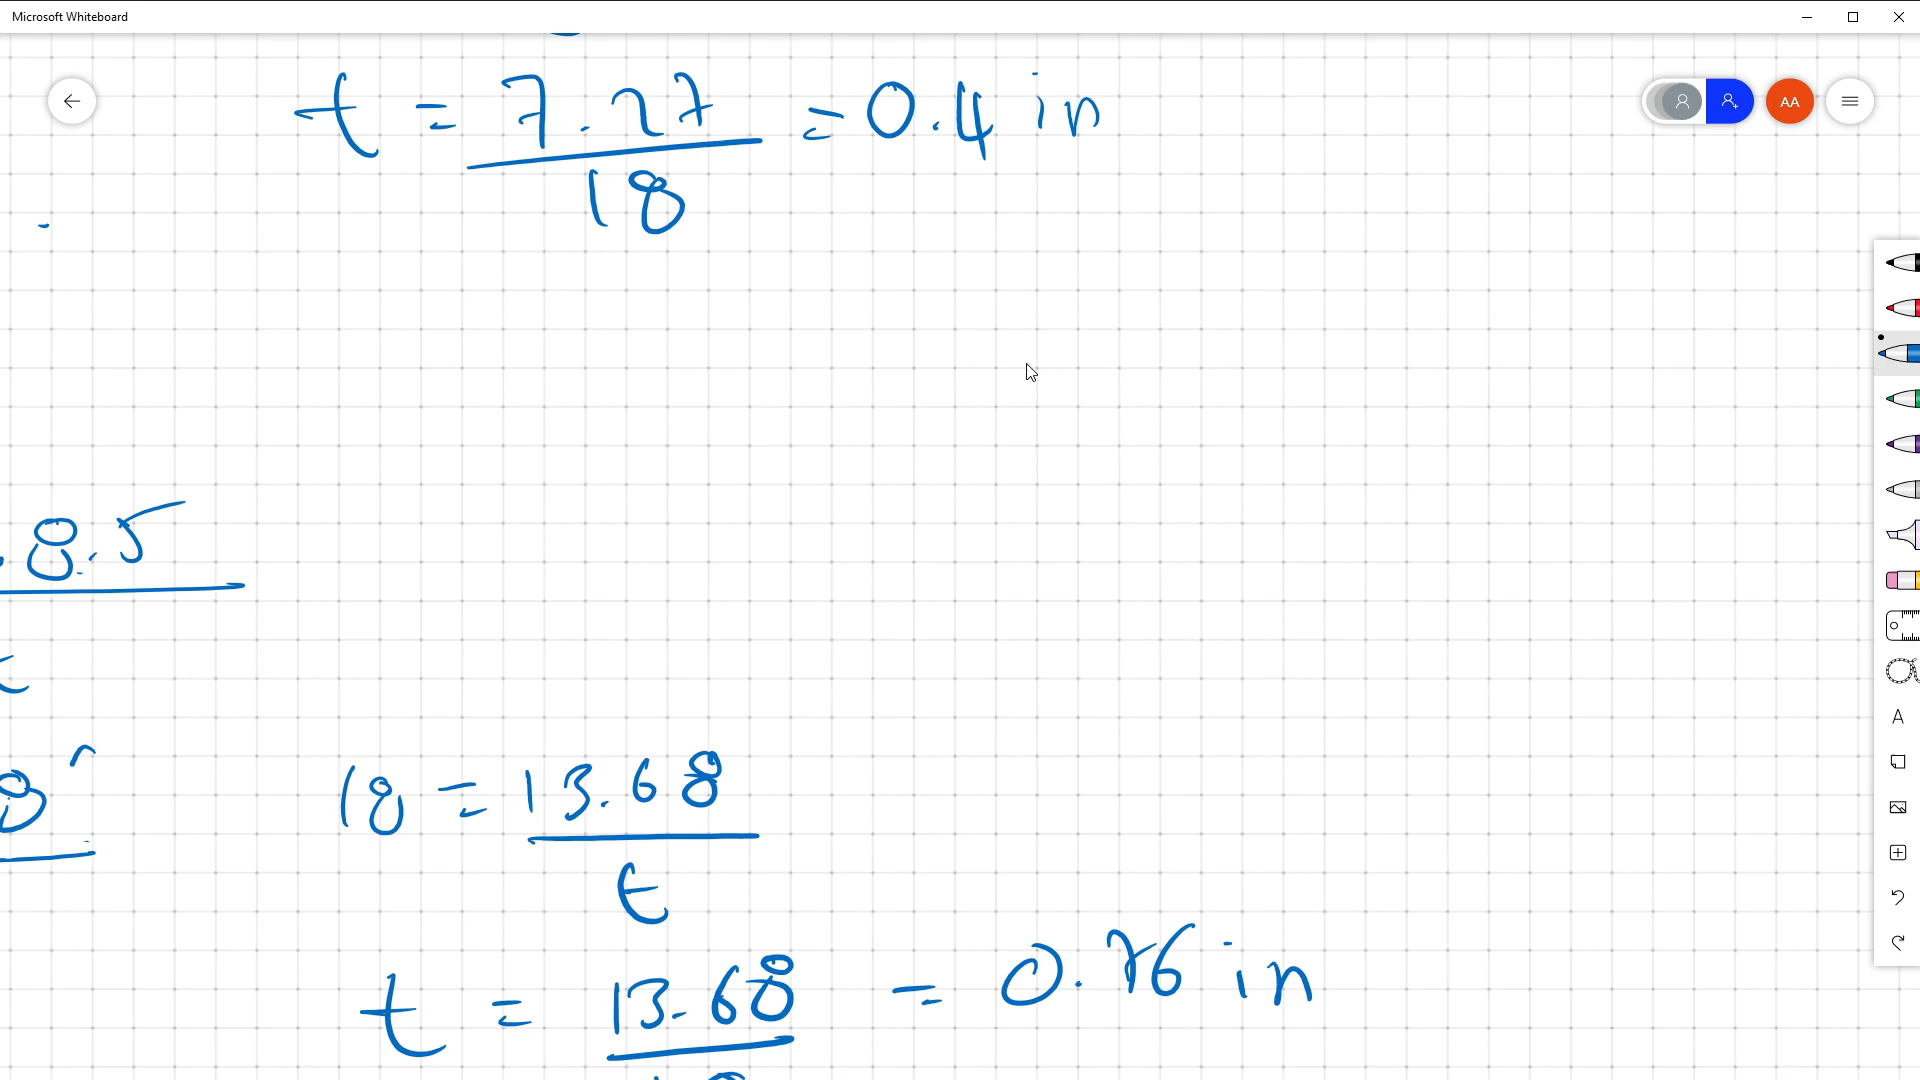 Microsoft Whiteboard
t = 7.27 = 0.4 in
18
AA
8.5
t
8
18 = 13.68
t
t = 13.68 = 0.76 in
A